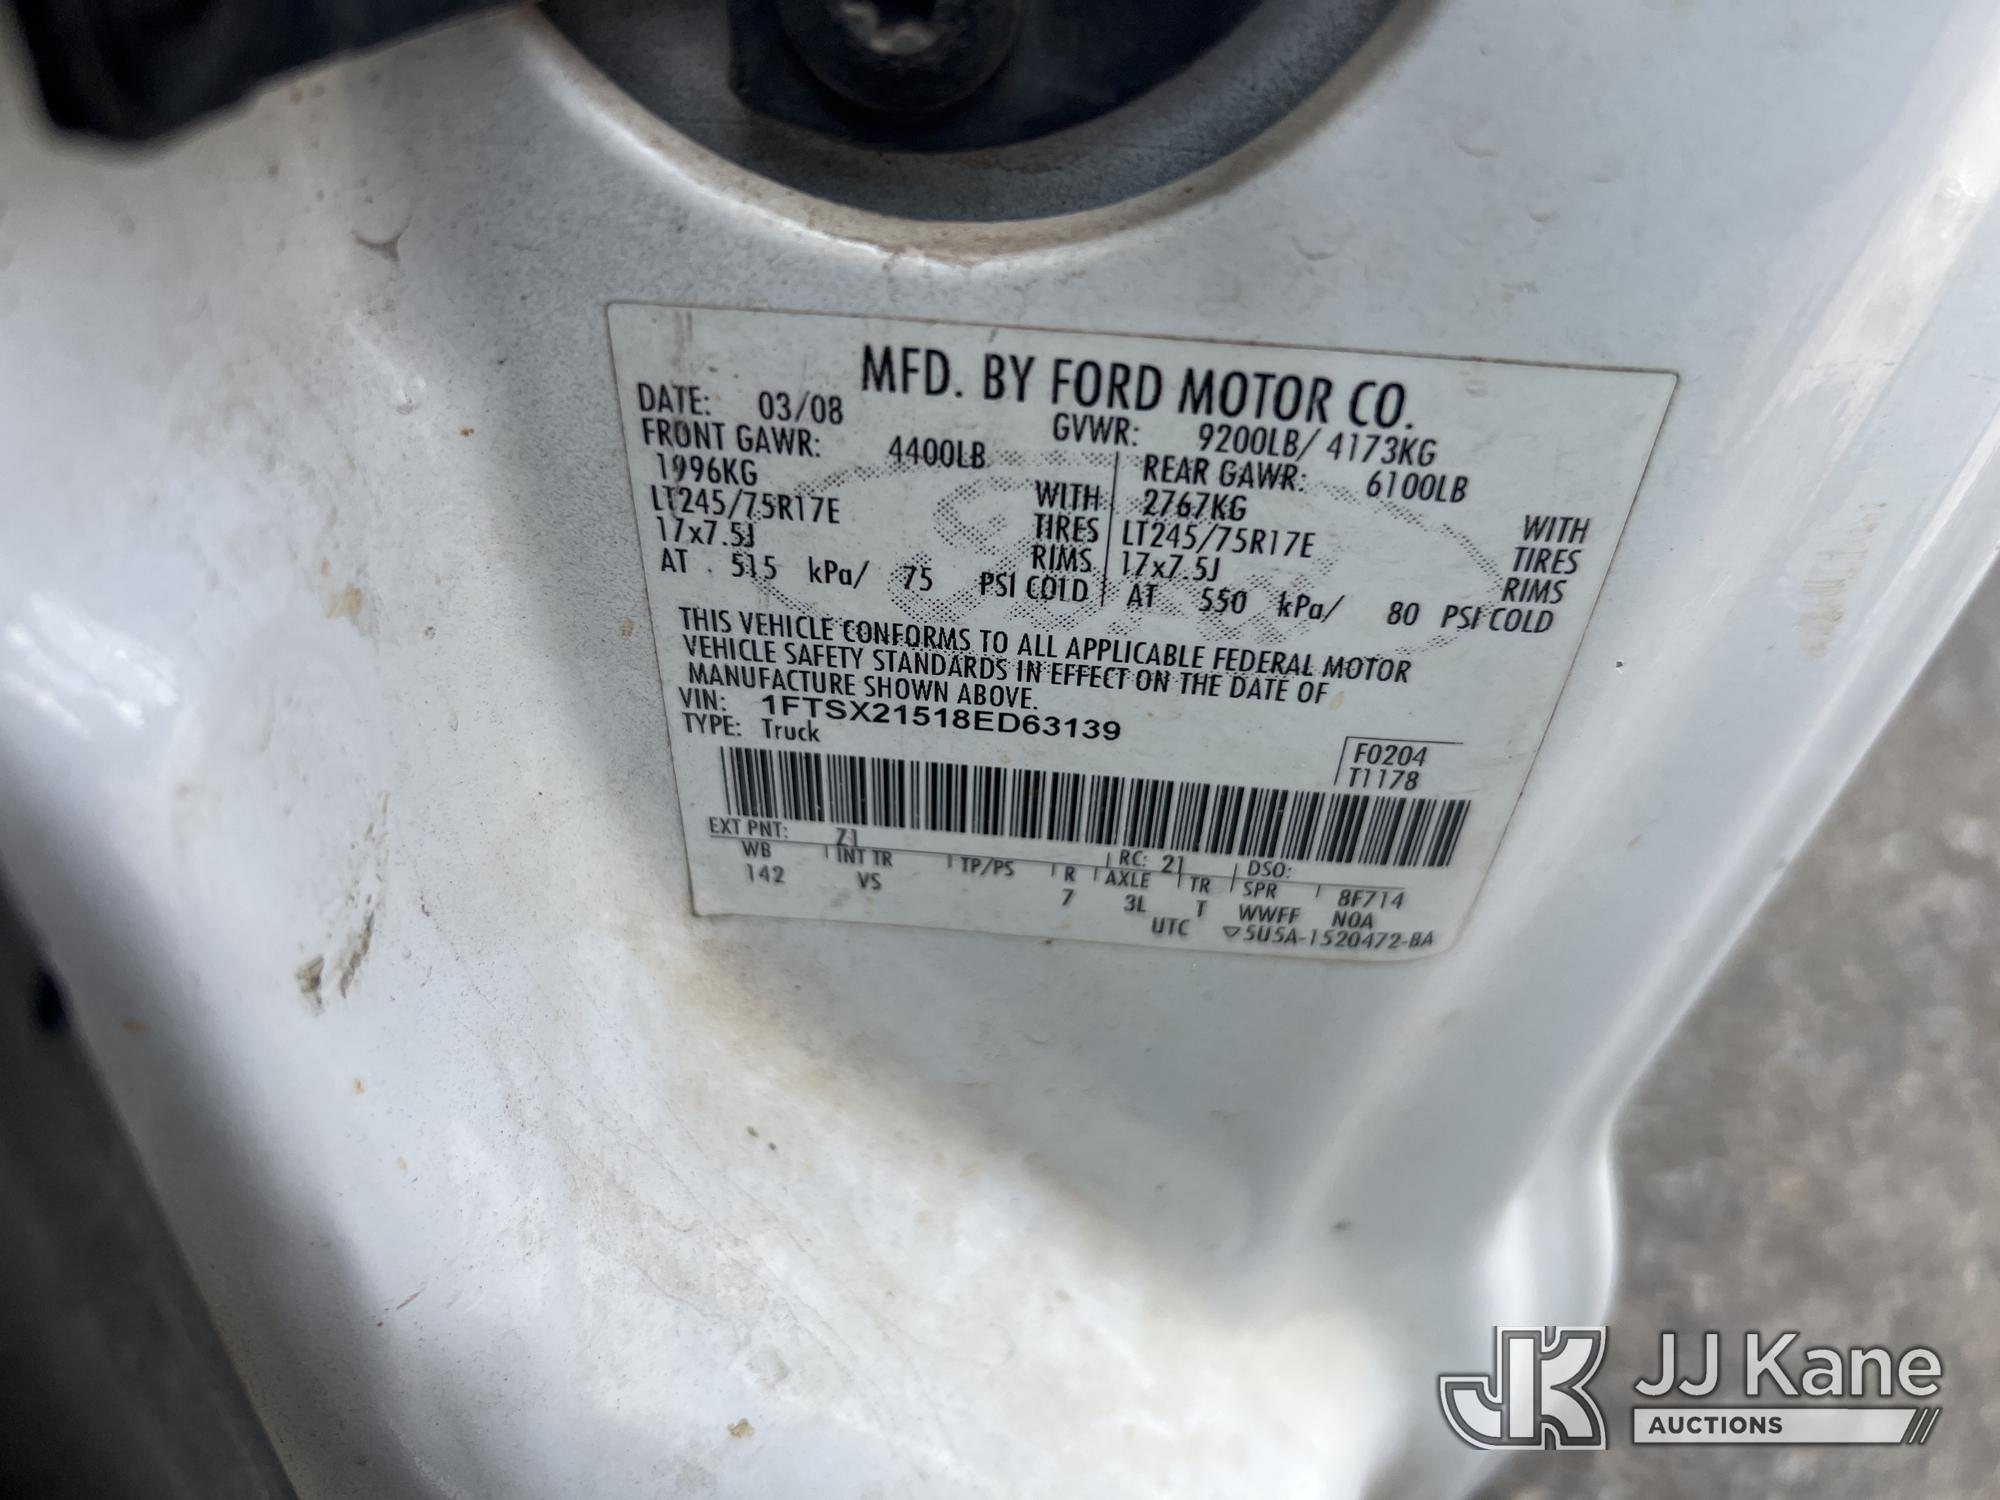 MFD. BY FORD MOTOR CO.
DATE: 03/08 GVWR: 9200LB/ 4173KG
FRONT GAWR: 4400LB REAR GAWR: 6100LB
1996KG WITH 2767KG WITH
LT245/75R17E TIRES LT245/75R17E TIRES
17x7.5J RIMS 17x7.5J RIMS
AT 515 kPa/ 75 PSI COLD AT 550 kPa/ 80 PSI COLD
THIS VEHICLE CONFORMS TO ALL APPLICABLE FEDERAL MOTOR
VEHICLE SAFETY STANDARDS IN EFFECT ON THE DATE OF
MANUFACTURE SHOWN ABOVE.
VIN: 1FTSX21518ED63139
TYPE: Truck
F0204
T1178
EXT PNT: Z1 RC: 21 DSO:
WB INT TR TP/PS R AXLE TR SPR 8F714
142 VS 7 3L T WWFF NOA
UTC ▽5U5A-1520472-BA
JK JJ Kane
AUCTIONS